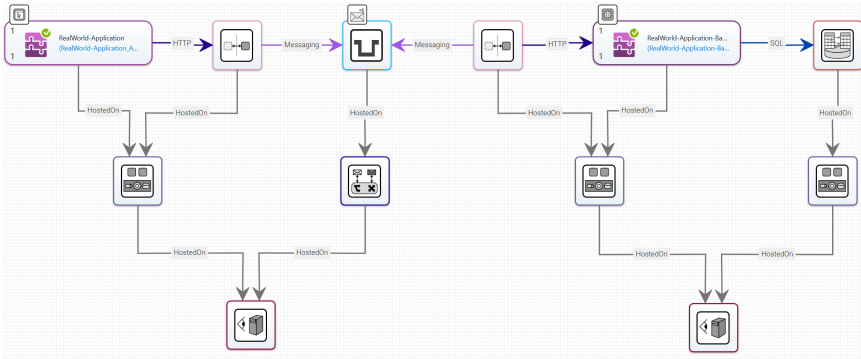 1
RealWorld-Application
(RealWorld-Application_A...
1
HTTP
Messaging
Messaging
HTTP
1
RealWorld-Application-Ba...
(RealWorld-Application-Ba...
1
SQL
HostedOn
HostedOn
HostedOn
HostedOn
HostedOn
HostedOn
HostedOn
HostedOn
HostedOn
HostedOn